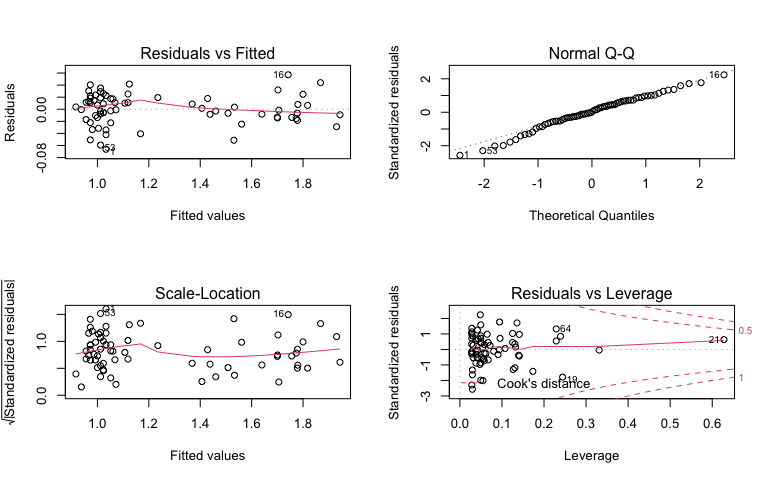 Residuals vs Fitted
Residuals
0.00
-0.08
16
53
1
1.0 1.2 1.4 1.6 1.8
Fitted values
Normal Q-Q
Standardized residuals
2
0
-2
16
53
1
-2 -1 0 1 2
Theoretical Quantiles
Scale-Location
√|Standardized residuals|
1.0
0.0
1
53
16
1.0 1.2 1.4 1.6 1.8
Fitted values
Residuals vs Leverage
Standardized residuals
1
-1
-3
64
21
0.5
1
Cook's distance
0.0 0.1 0.2 0.3 0.4 0.5 0.6
Leverage